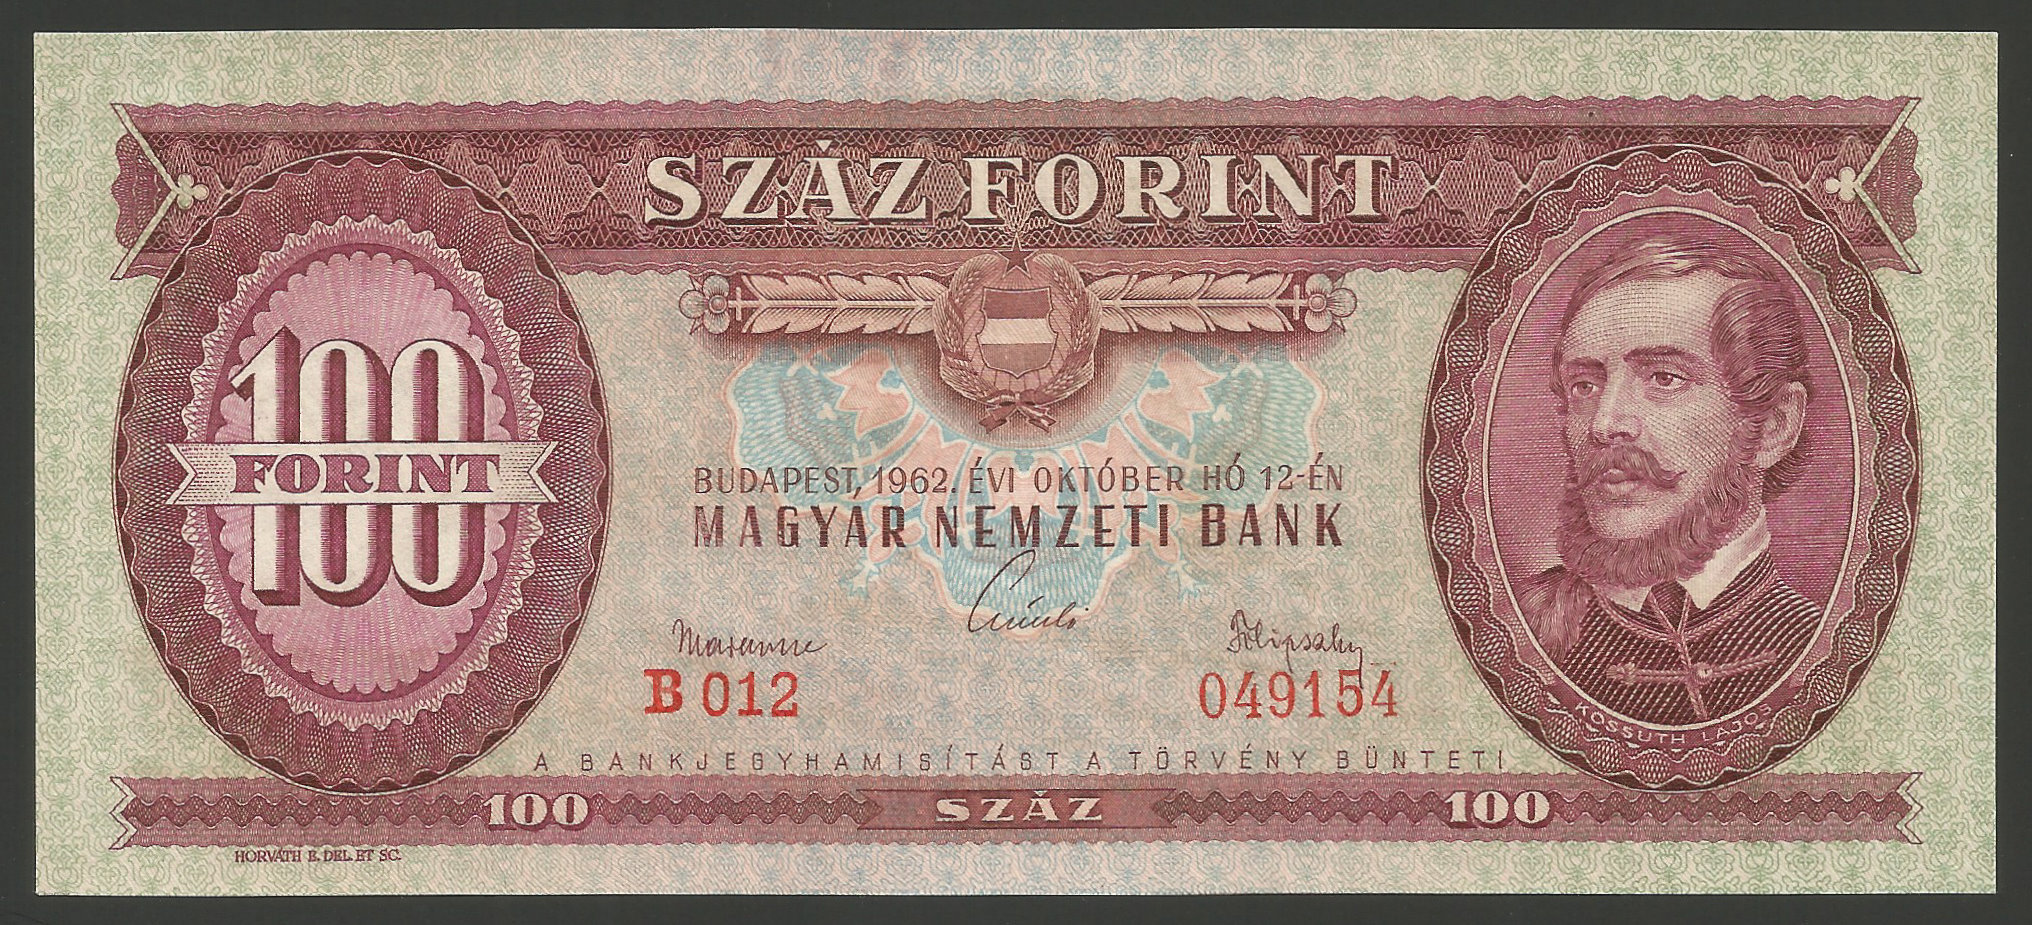 SZÁZ FORINT
100
FORINT
BUDAPEST, 1962. ÉVI OKTÓBER HÓ 12-ÉN
MAGYAR NEMZETI BANK
B 012
049154
KOSSUTH LAJOS
A BANKJEGYHAMISÍTÁST A TÖRVÉNY BÜNTETI
100 SZÁZ 100
HORVÁTH E. DEL. ET SC.